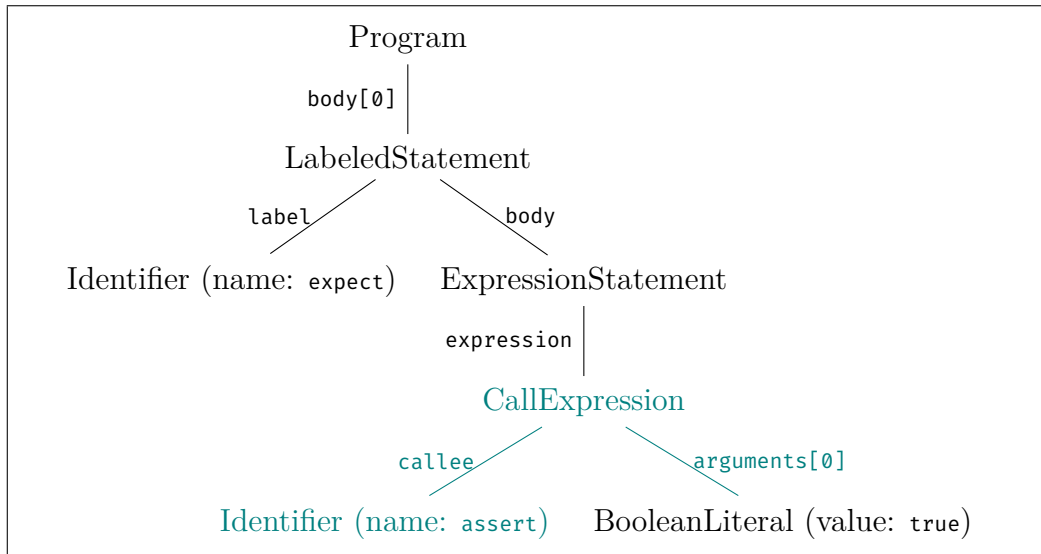 Program
body[0]
LabeledStatement
label body
Identifier (name: expect) ExpressionStatement
expression
CallExpression
callee arguments[0]
Identifier (name: assert) BooleanLiteral (value: true)